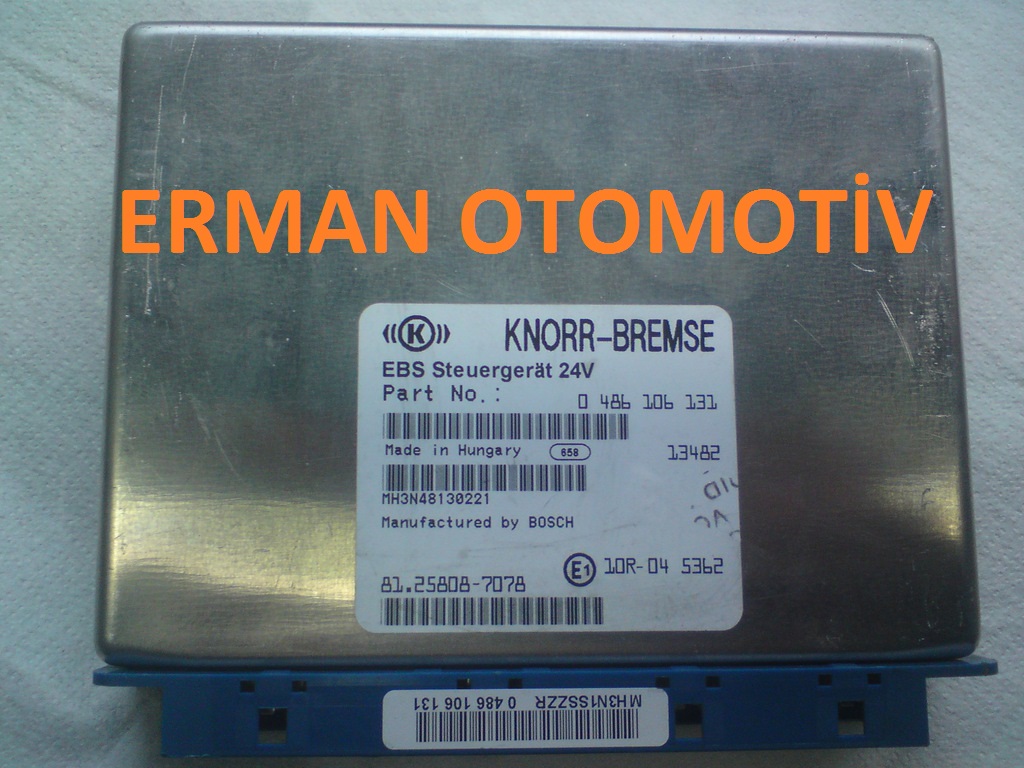 ERMAN OTOMOTİV
K KNORR-BREMSE
EBS Steuergerät 24V
Part No.: 0 486 106 131
Made in Hungary 658 13482
MH3N48130221
Manufactured by BOSCH
E1 10R-04 5362
81.25808-7078
MH3N1SSZZR 0 486 106 131